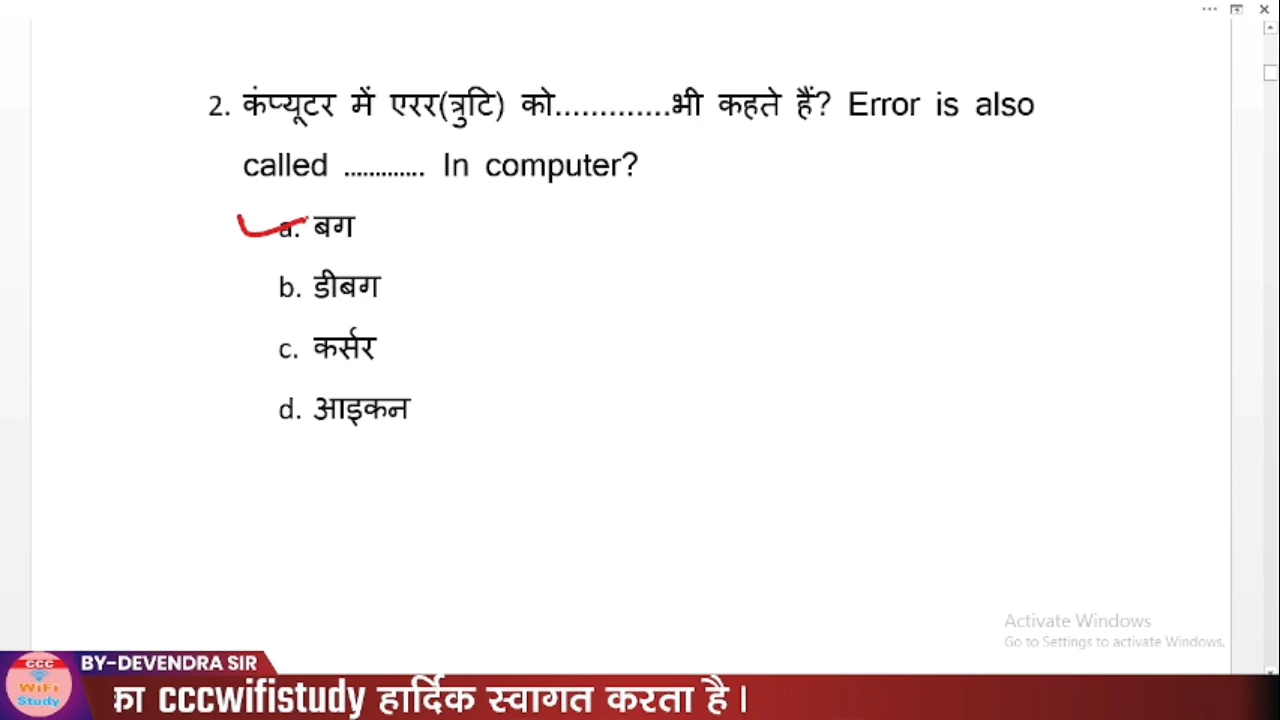 2. कंप्यूटर में एरर(त्रुटि) को.............भी कहते हैं? Error is also
called ............. In computer?
a. बग
b. डीबग
c. कर्सर
d. आइकन
Activate Windows
Go to Settings to activate Windows.
CCC
WiFi
Study
BY-DEVENDRA SIR
का cccwifistudy हार्दिक स्वागत करता है।